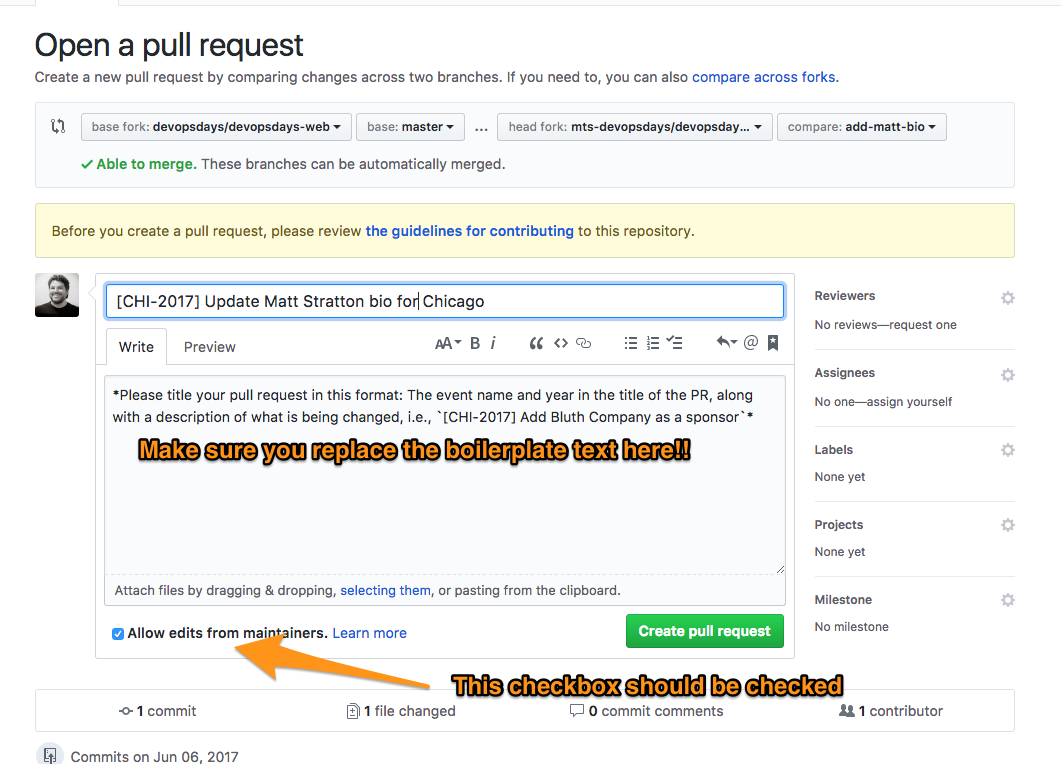 Open a pull request
Create a new pull request by comparing changes across two branches. If you need to, you can also compare across forks.
base fork: devopsdays/devopsdays-web base: master ... head fork: mts-devopsdays/devopsday... compare: add-matt-bio
Able to merge. These branches can be automatically merged.
Before you create a pull request, please review the guidelines for contributing to this repository.
[CHI-2017] Update Matt Stratton bio for Chicago
Write Preview AA B i @
*Please title your pull request in this format: The event name and year in the title of the PR, along
with a description of what is being changed, i.e., `[CHI-2017] Add Bluth Company as a sponsor`*
Make sure you replace the boilerplate text here!!
Attach files by dragging & dropping, selecting them, or pasting from the clipboard.
Allow edits from maintainers. Learn more
Create pull request
This checkbox should be checked
Reviewers
No reviews—request one
Assignees
No one—assign yourself
Labels
None yet
Projects
None yet
Milestone
No milestone
1 commit 1 file changed 0 commit comments 1 contributor
Commits on Jun 06, 2017